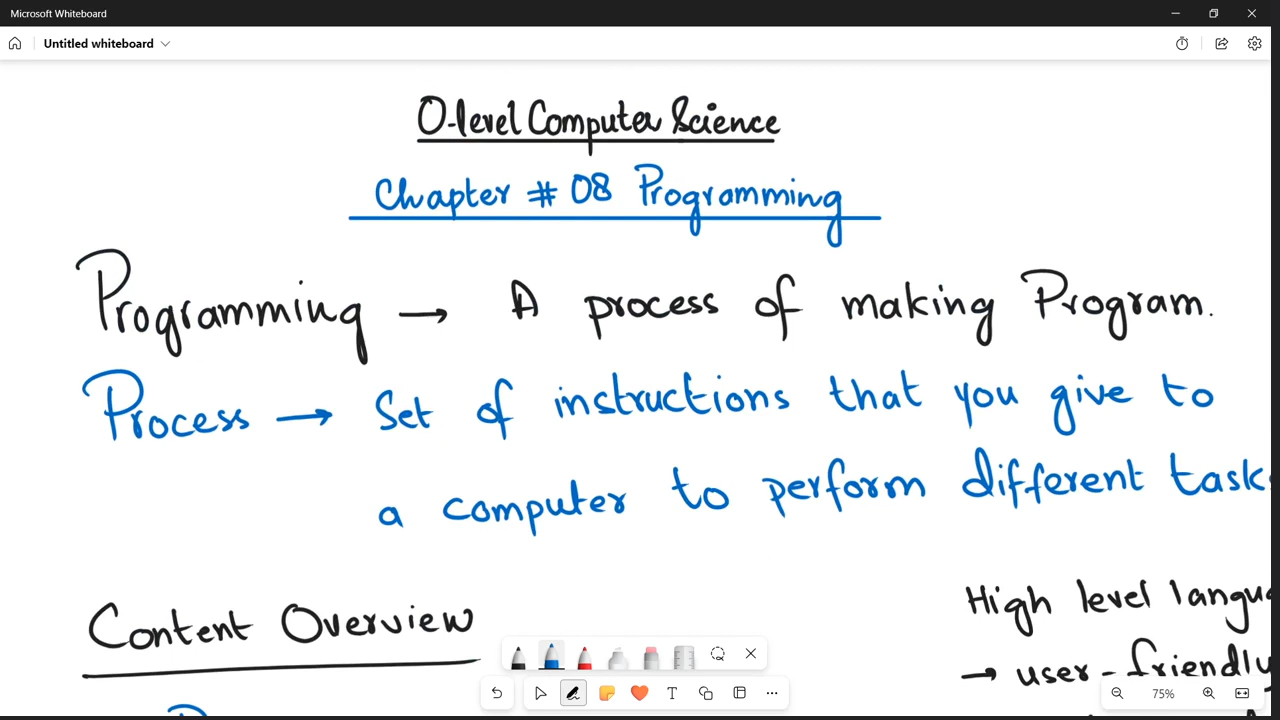 Microsoft Whiteboard
Untitled whiteboard
O-level Computer Science
Chapter # 08 Programming
Programming → A process of making Program.
Process → Set of instructions that you give to
a computer to perform different task
Content Overview
High level langu
→ user-friendly
75%